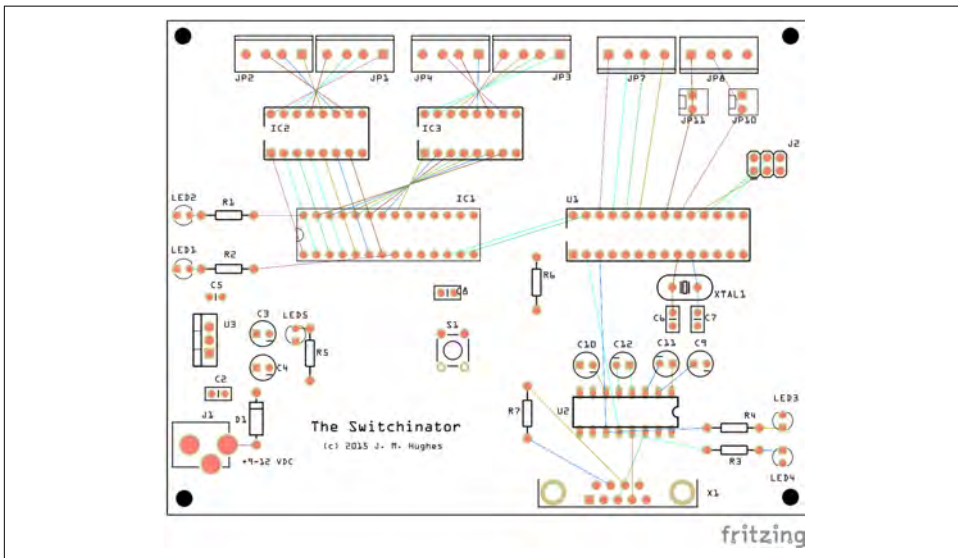 JP2 JP1 JP4 JP3 JP7 JP8
JP11 JP10
IC2 IC3
J2
LED2 R1 IC1 U1
LED1 R2 R6
C5 C8 XTAL1
U3 C3 LED5 S1 C6 C7
C4 R5 C10 C12 C11 C9
C2
J1 D1 R7 U2 R4 LED3
The Switchinator
(c) 2015 J. M. Hughes
+9-12 VDC R3 LED4
X1
fritzing